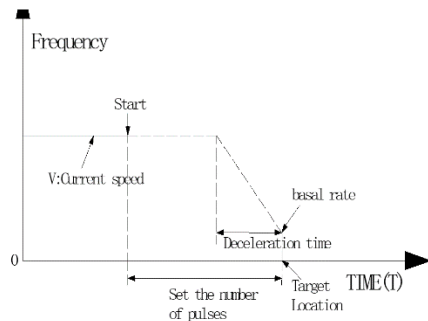 Frequency
Start
V:Current speed
basal rate
Deceleration time
0
TIME(T)
Set the number
of pulses
Target
Location